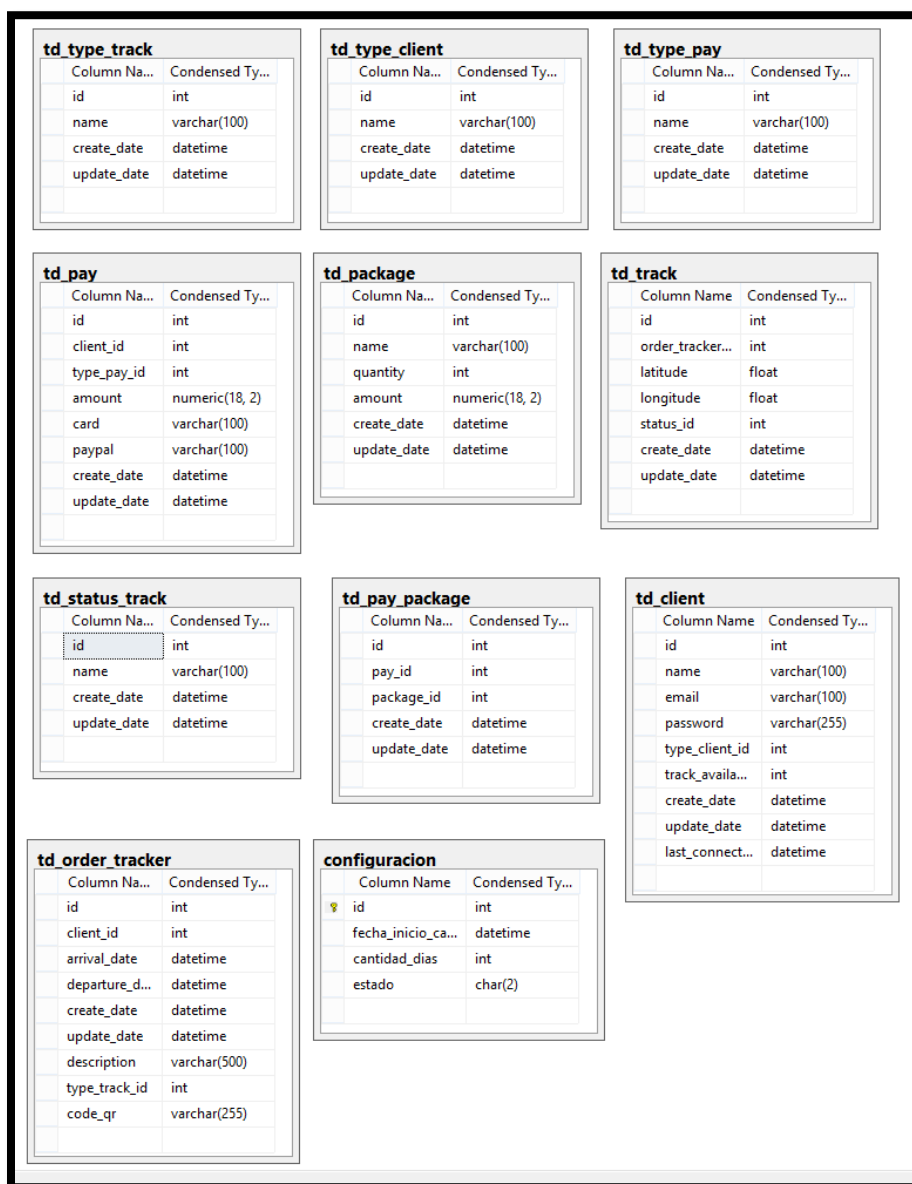 td_type_track
Column Na... Condensed Ty...
id int
name varchar(100)
create_date datetime
update_date datetime
td_type_client
Column Na... Condensed Ty...
id int
name varchar(100)
create_date datetime
update_date datetime
td_type_pay
Column Na... Condensed Ty...
id int
name varchar(100)
create_date datetime
update_date datetime
td_pay
Column Na... Condensed Ty...
id int
client_id int
type_pay_id int
amount numeric(18, 2)
card varchar(100)
paypal varchar(100)
create_date datetime
update_date datetime
td_package
Column Na... Condensed Ty...
id int
name varchar(100)
quantity int
amount numeric(18, 2)
create_date datetime
update_date datetime
td_track
Column Name Condensed Ty...
id int
order_tracker... int
latitude float
longitude float
status_id int
create_date datetime
update_date datetime
td_status_track
Column Na... Condensed Ty...
id int
name varchar(100)
create_date datetime
update_date datetime
td_pay_package
Column Na... Condensed Ty...
id int
pay_id int
package_id int
create_date datetime
update_date datetime
td_client
Column Name Condensed Ty...
id int
name varchar(100)
email varchar(100)
password varchar(255)
type_client_id int
track_availa... int
create_date datetime
update_date datetime
last_connect... datetime
td_order_tracker
Column Na... Condensed Ty...
id int
client_id int
arrival_date datetime
departure_d... datetime
create_date datetime
update_date datetime
description varchar(500)
type_track_id int
code_qr varchar(255)
configuracion
Column Name Condensed Ty...
id int
fecha_inicio_ca... datetime
cantidad_dias int
estado char(2)